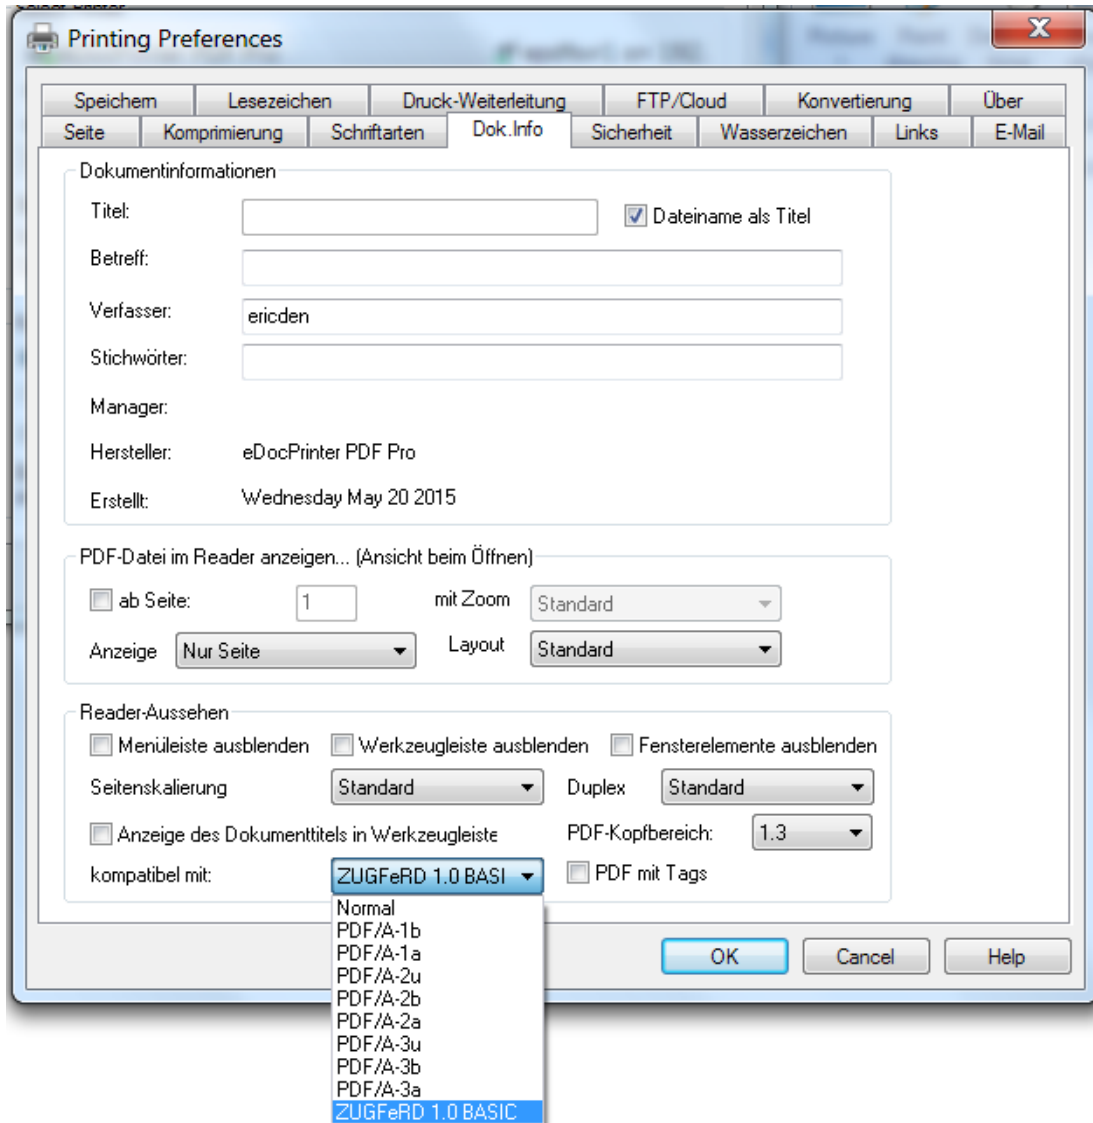 Printing Preferences
Speichern Lesezeichen Druck-Weiterleitung FTP/Cloud Konvertierung Über
Seite Komprimierung Schriftarten Dok.Info Sicherheit Wasserzeichen Links E-Mail
Dokumentinformationen
Titel: Dateiname als Titel
Betreff:
Verfasser: ericden
Stichwörter:
Manager:
Hersteller: eDocPrinter PDF Pro
Erstellt: Wednesday May 20 2015
PDF-Datei im Reader anzeigen... (Ansicht beim Öffnen)
ab Seite: 1 mit Zoom Standard
Anzeige Nur Seite Layout Standard
Reader-Aussehen
Menüleiste ausblenden Werkzeugleiste ausblenden Fensterelemente ausblenden
Seitenskalierung Standard Duplex Standard
Anzeige des Dokumenttitels in Werkzeugleiste PDF-Kopfbereich: 1.3
kompatibel mit: ZUGFeRD 1.0 BASI PDF mit Tags
Normal
PDF/A-1b
PDF/A-1a
PDF/A-2u
PDF/A-2b
PDF/A-2a
PDF/A-3u
PDF/A-3b
PDF/A-3a
ZUGFeRD 1.0 BASIC
OK Cancel Help